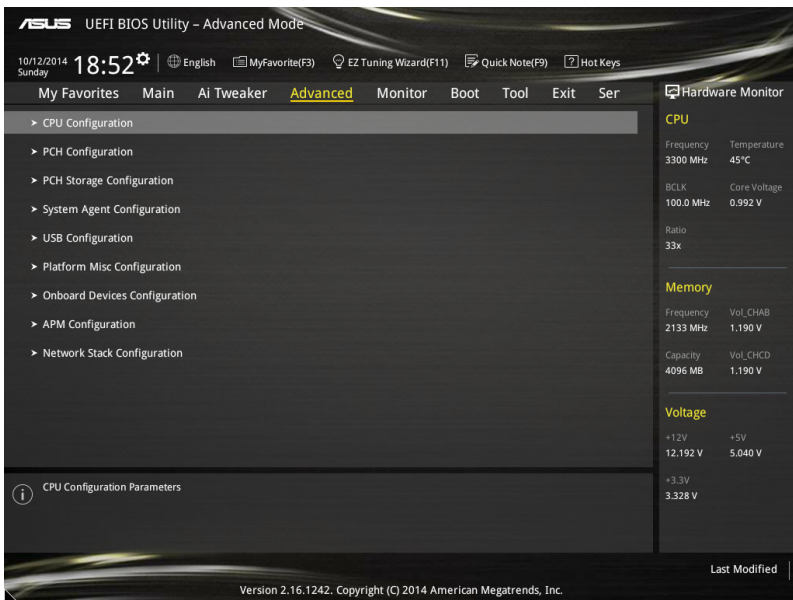 ASUS UEFI BIOS Utility – Advanced Mode
10/12/2014
Sunday
18:52
English MyFavorite(F3) EZ Tuning Wizard(F11) Quick Note(F9) ? Hot Keys
My Favorites Main Ai Tweaker Advanced Monitor Boot Tool Exit Ser
> CPU Configuration
> PCH Configuration
> PCH Storage Configuration
> System Agent Configuration
> USB Configuration
> Platform Misc Configuration
> Onboard Devices Configuration
> APM Configuration
> Network Stack Configuration
i CPU Configuration Parameters
Hardware Monitor
CPU
Frequency Temperature
3300 MHz 45°C
BCLK Core Voltage
100.0 MHz 0.992 V
Ratio
33x
Memory
Frequency Vol_CHAB
2133 MHz 1.190 V
Capacity Vol_CHCD
4096 MB 1.190 V
Voltage
+12V +5V
12.192 V 5.040 V
+3.3V
3.328 V
Last Modified
Version 2.16.1242. Copyright (C) 2014 American Megatrends, Inc.